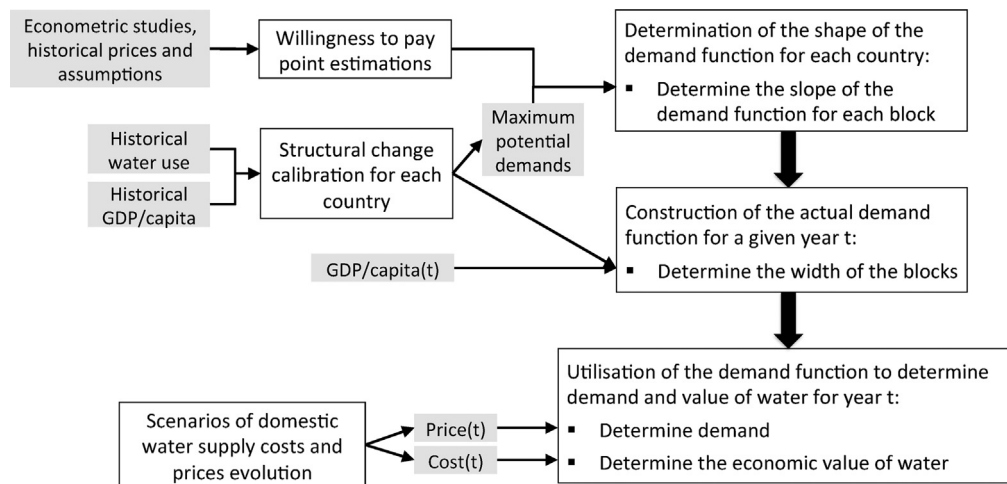 Econometric studies,
historical prices and
assumptions
Willingness to pay
point estimations
Determination of the shape of the
demand function for each country:
▪ Determine the slope of the
demand function for each block
Historical
water use
Historical
GDP/capita
Structural change
calibration for each
country
Maximum
potential
demands
Construction of the actual demand
function for a given year t:
▪ Determine the width of the blocks
GDP/capita(t)
Scenarios of domestic
water supply costs and
prices evolution
Price(t)
Cost(t)
Utilisation of the demand function to determine
demand and value of water for year t:
▪ Determine demand
▪ Determine the economic value of water